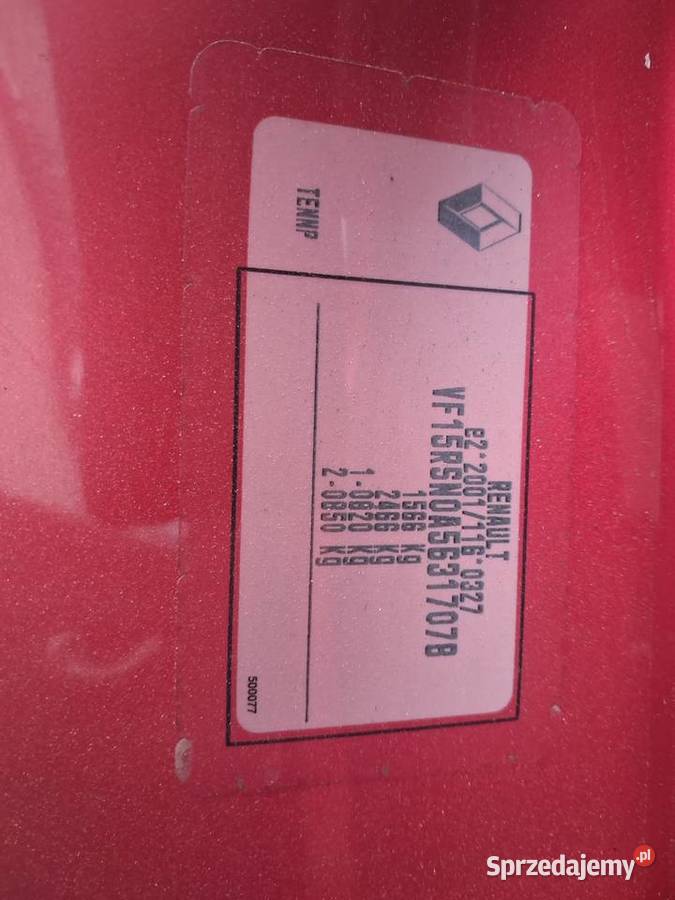 RENAULT
e2*2001/116*0327
VF15RSN0A56317078
1566 kg
2466 kg
1-0820 kg
2-0850 kg
TENNP
500077
Sprzedajemy.pl